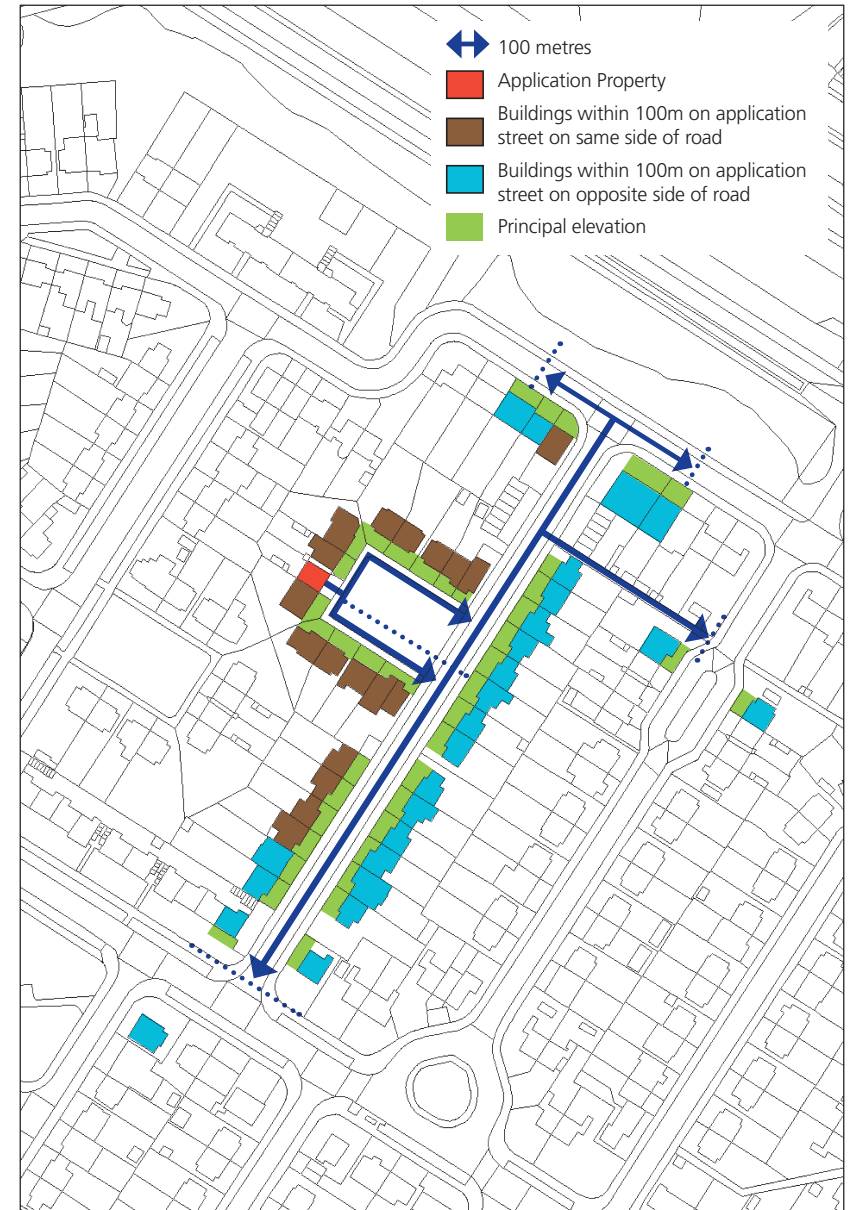 100 metres
Application Property
Buildings within 100m on application
street on same side of road
Buildings within 100m on application
street on opposite side of road
Principal elevation